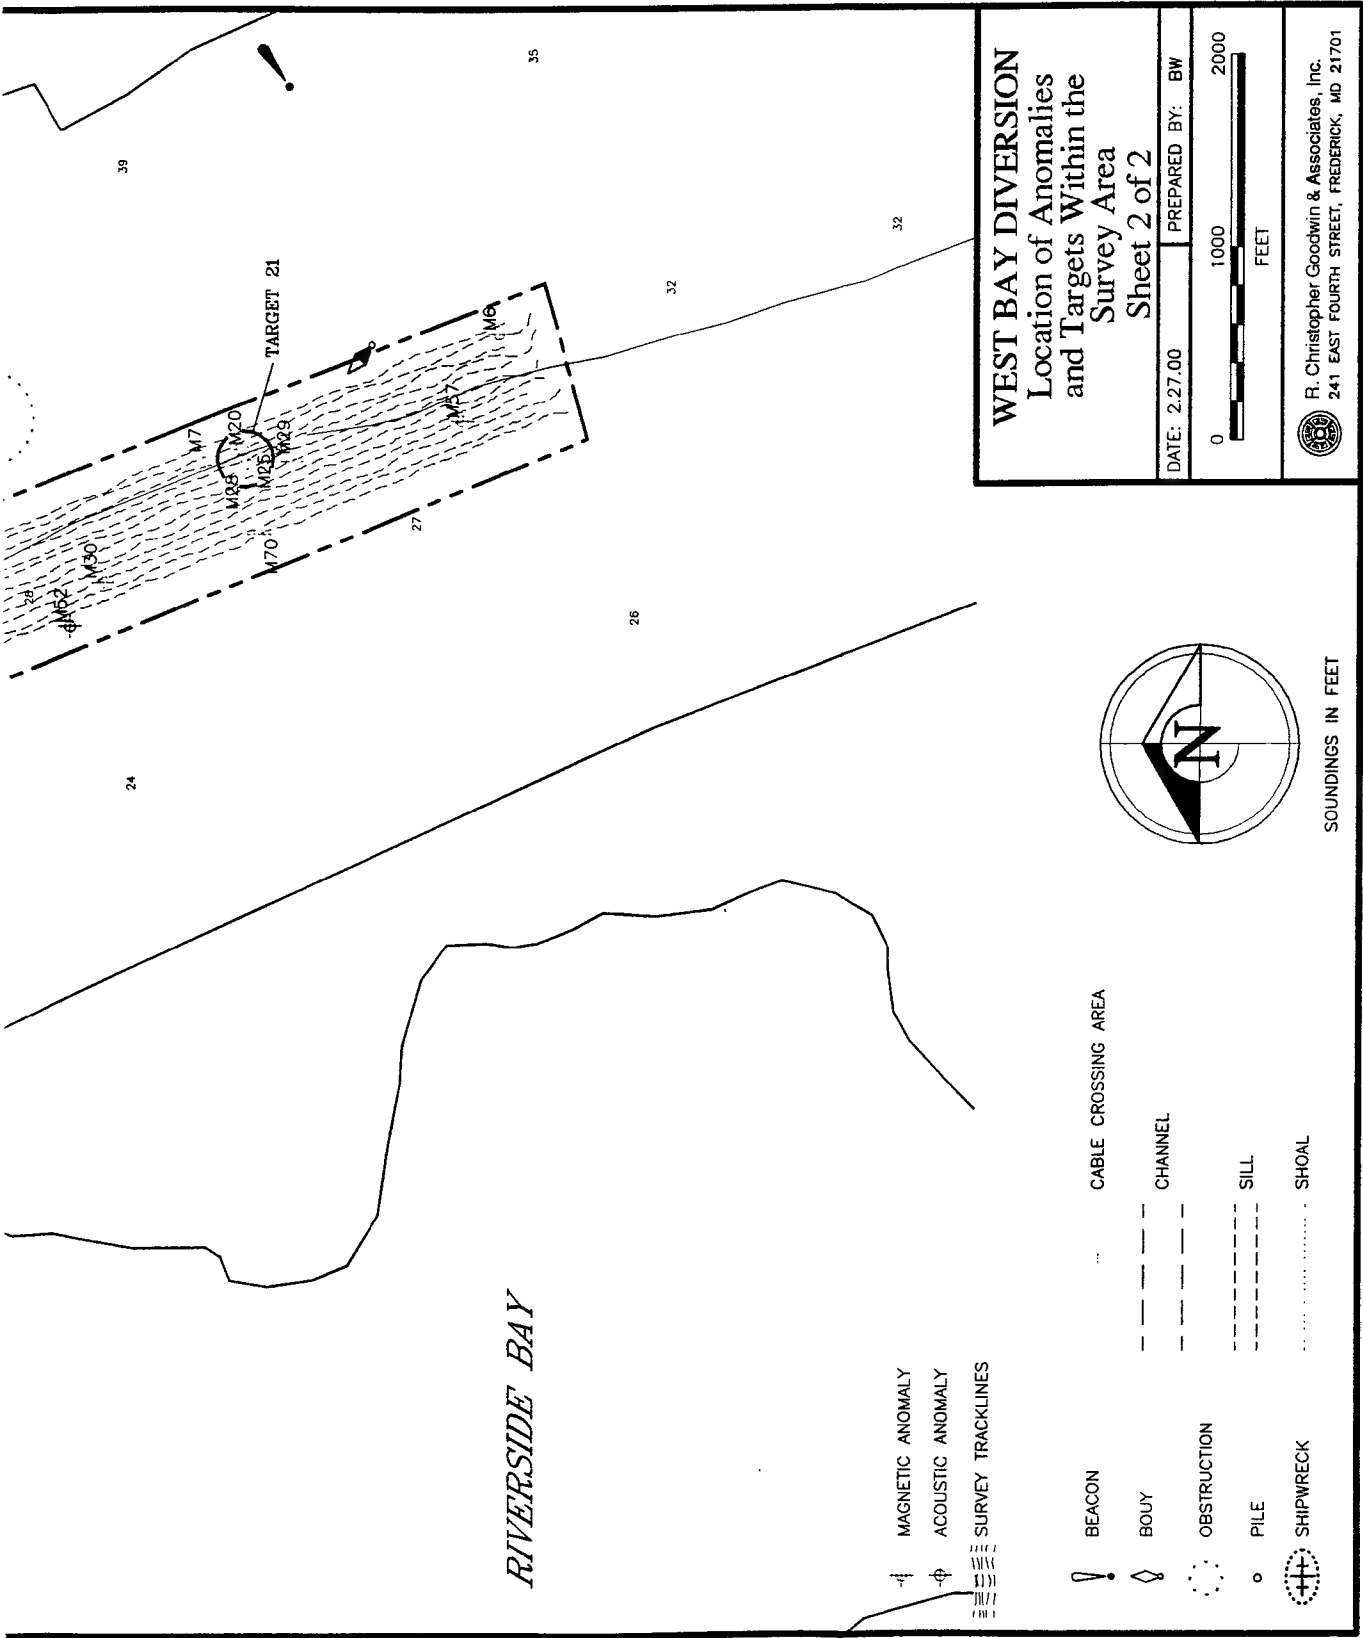 39
35
TARGET 21
32
32
M6
M7
M20
M29
M57
M28
M25
M70
27
M30
28
M52
26
24
RIVERSIDE BAY
MAGNETIC ANOMALY
ACOUSTIC ANOMALY
SURVEY TRACKLINES
BEACON
BOUY
OBSTRUCTION
PILE
SHIPWRECK
CABLE CROSSING AREA
CHANNEL
SILL
SHOAL
N
SOUNDINGS IN FEET
WEST BAY DIVERSION
Location of Anomalies
and Targets Within the
Survey Area
Sheet 2 of 2
DATE: 2.27.00 PREPARED BY: BW
0 1000 2000
FEET
R. Christopher Goodwin & Associates, Inc.
241 EAST FOURTH STREET, FREDERICK, MD 21701